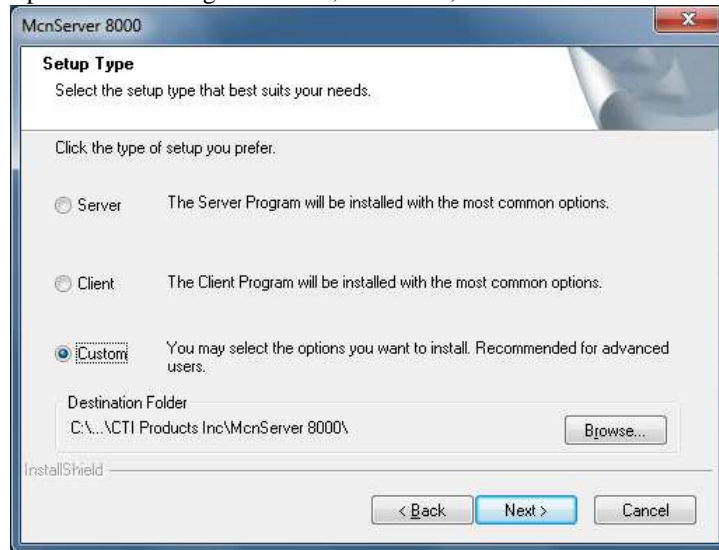 McnServer 8000
Setup Type
Select the setup type that best suits your needs.
Click the type of setup you prefer.
Server The Server Program will be installed with the most common options.
Client The Client Program will be installed with the most common options.
Custom You may select the options you want to install. Recommended for advanced
users.
Destination Folder
C:\...\CTI Products Inc\McnServer 8000\
Browse...
InstallShield
< Back Next > Cancel